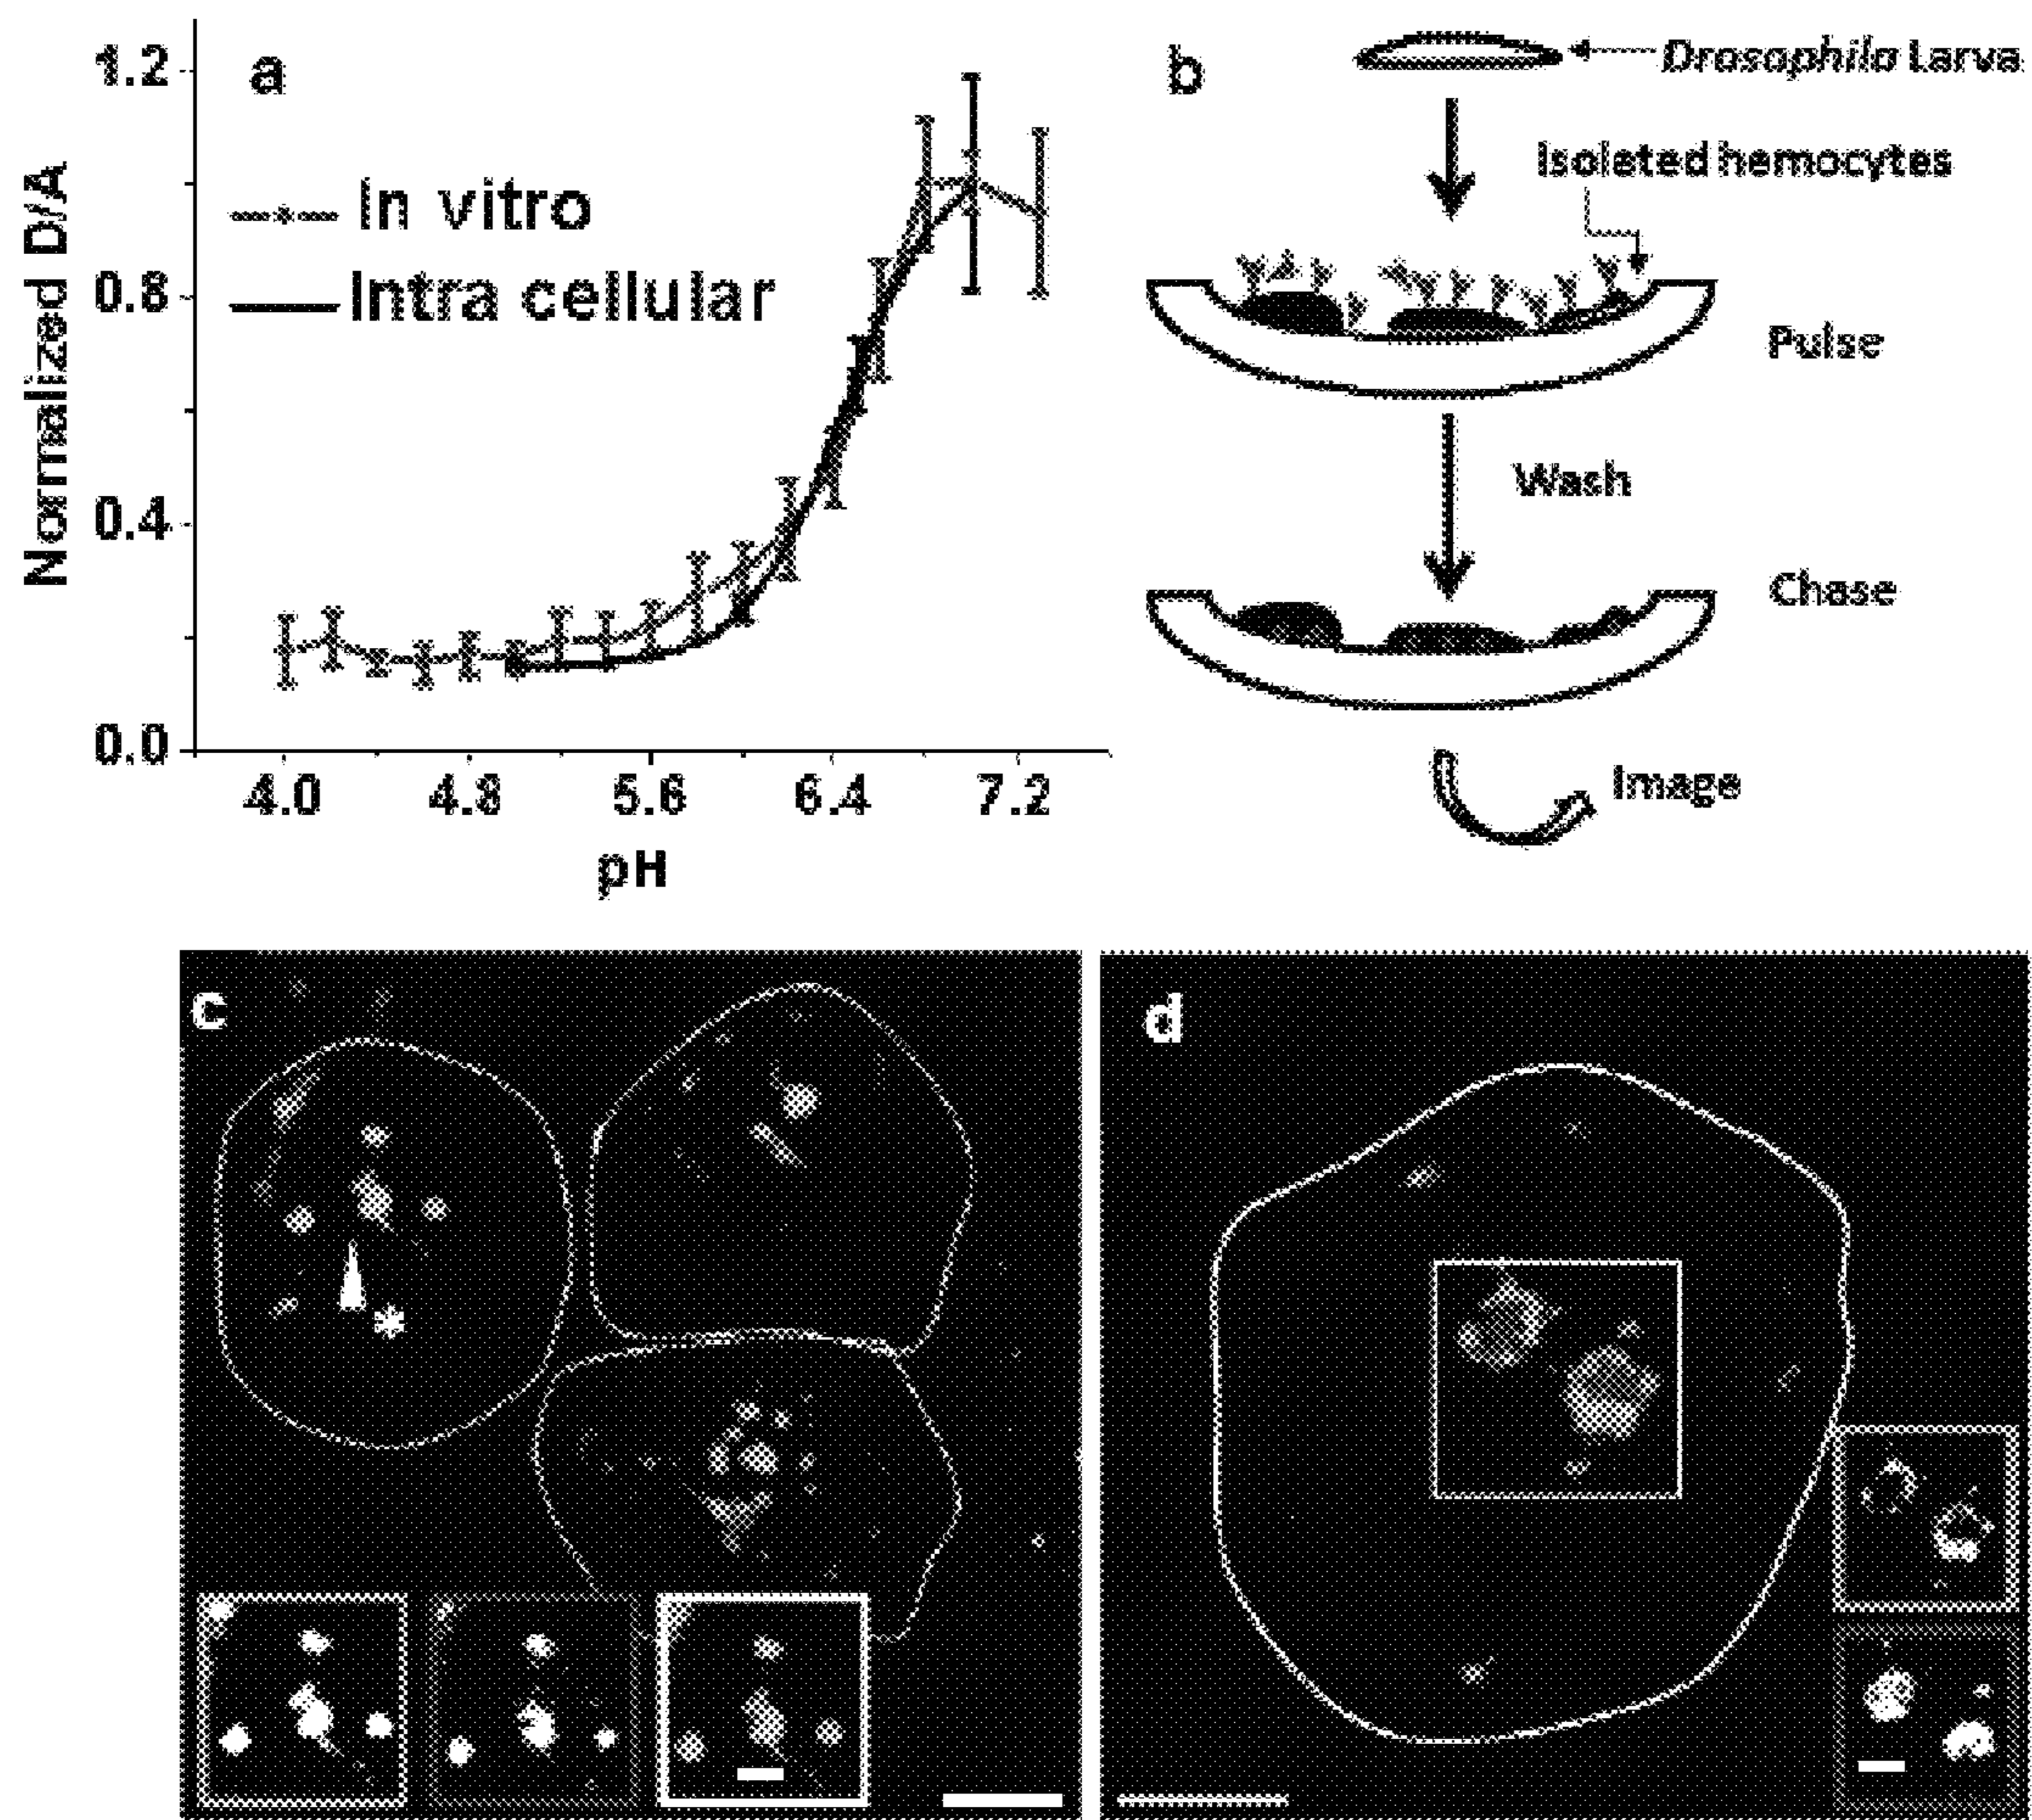 a
1.2
0.8
0.4
0.0
Normalized D/A
In vitro
Intra cellular
4.0 4.8 5.6 6.4 7.2
pH
b
Drosophila Larva
Isoleted hemocytes
Pulse
Wash
Chase
Image
c
*
d